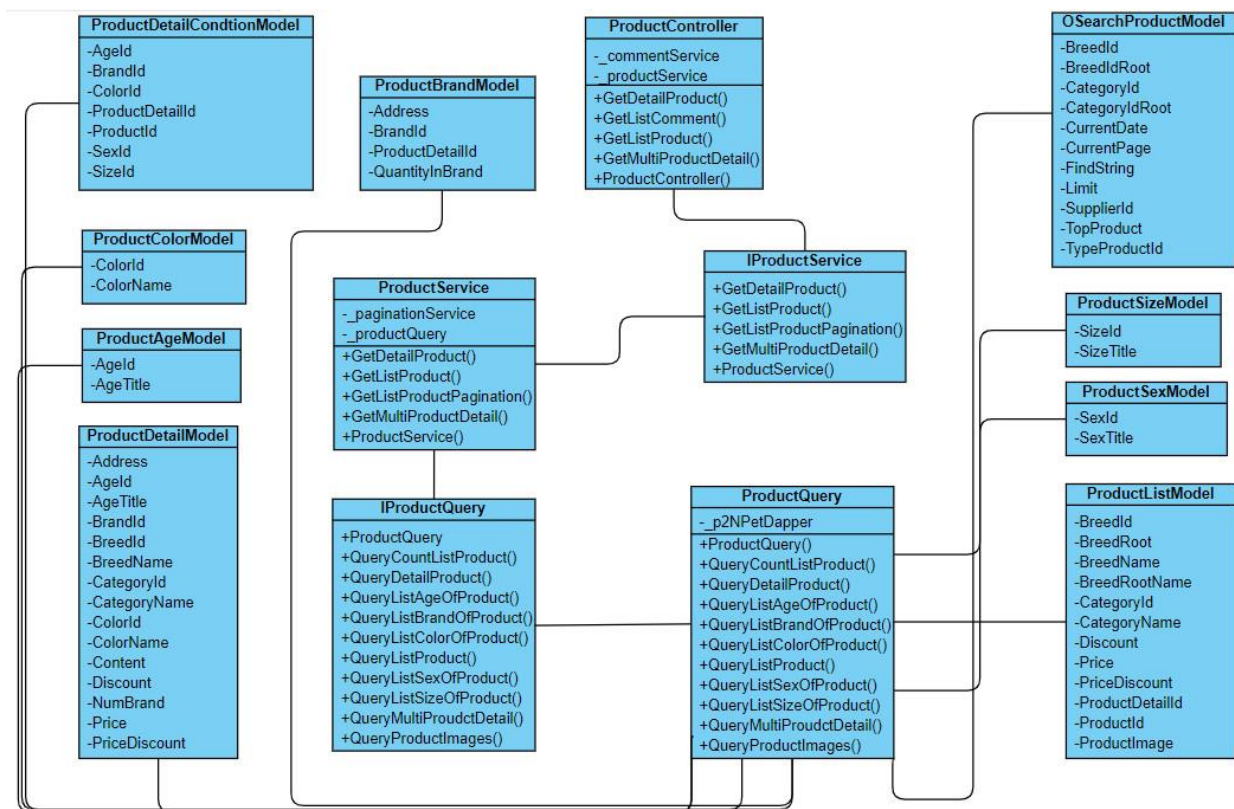 ProductDetailCondtionModel
-AgeId
-BrandId
-ColorId
-ProductDetailId
-ProductId
-SexId
-SizeId
ProductBrandModel
-Address
-BrandId
-ProductDetailId
-QuantityInBrand
ProductController
-_commentService
-_productService
+GetDetailProduct()
+GetListComment()
+GetListProduct()
+GetMultiProductDetail()
+ProductController()
OSearchProductModel
-BreedId
-BreedIdRoot
-CategoryId
-CategoryIdRoot
-CurrentDate
-CurrentPage
-FindString
-Limit
-SupplierId
-TopProduct
-TypeProductId
ProductColorModel
-ColorId
-ColorName
ProductService
-_paginationService
-_productQuery
+GetDetailProduct()
+GetListProduct()
+GetListProductPagination()
+GetMultiProductDetail()
+ProductService()
IProductService
+GetDetailProduct()
+GetListProduct()
+GetListProductPagination()
+GetMultiProductDetail()
+ProductService()
ProductSizeModel
-SizeId
-SizeTitle
ProductAgeModel
-AgeId
-AgeTitle
ProductSexModel
-SexId
-SexTitle
ProductDetailModel
-Address
-AgeId
-AgeTitle
-BrandId
-BreedId
-BreedName
-CategoryId
-CategoryName
-ColorId
-ColorName
-Content
-Discount
-NumBrand
-Price
-PriceDiscount
IProductQuery
+ProductQuery
+QueryCountListProduct()
+QueryDetailProduct()
+QueryListAgeOfProduct()
+QueryListBrandOfProduct()
+QueryListColorOfProduct()
+QueryListProduct()
+QueryListSexOfProduct()
+QueryListSizeOfProduct()
+QueryMultiProudctDetail()
+QueryProductImages()
ProductQuery
-_p2NPetDapper
+ProductQuery()
+QueryCountListProduct()
+QueryDetailProduct()
+QueryListAgeOfProduct()
+QueryListBrandOfProduct()
+QueryListColorOfProduct()
+QueryListProduct()
+QueryListSexOfProduct()
+QueryListSizeOfProduct()
+QueryMultiProudctDetail()
+QueryProductImages()
ProductListModel
-BreedId
-BreedRoot
-BreedName
-BreedRootName
-CategoryId
-CategoryName
-Discount
-Price
-PriceDiscount
-ProductDetailId
-ProductId
-ProductImage